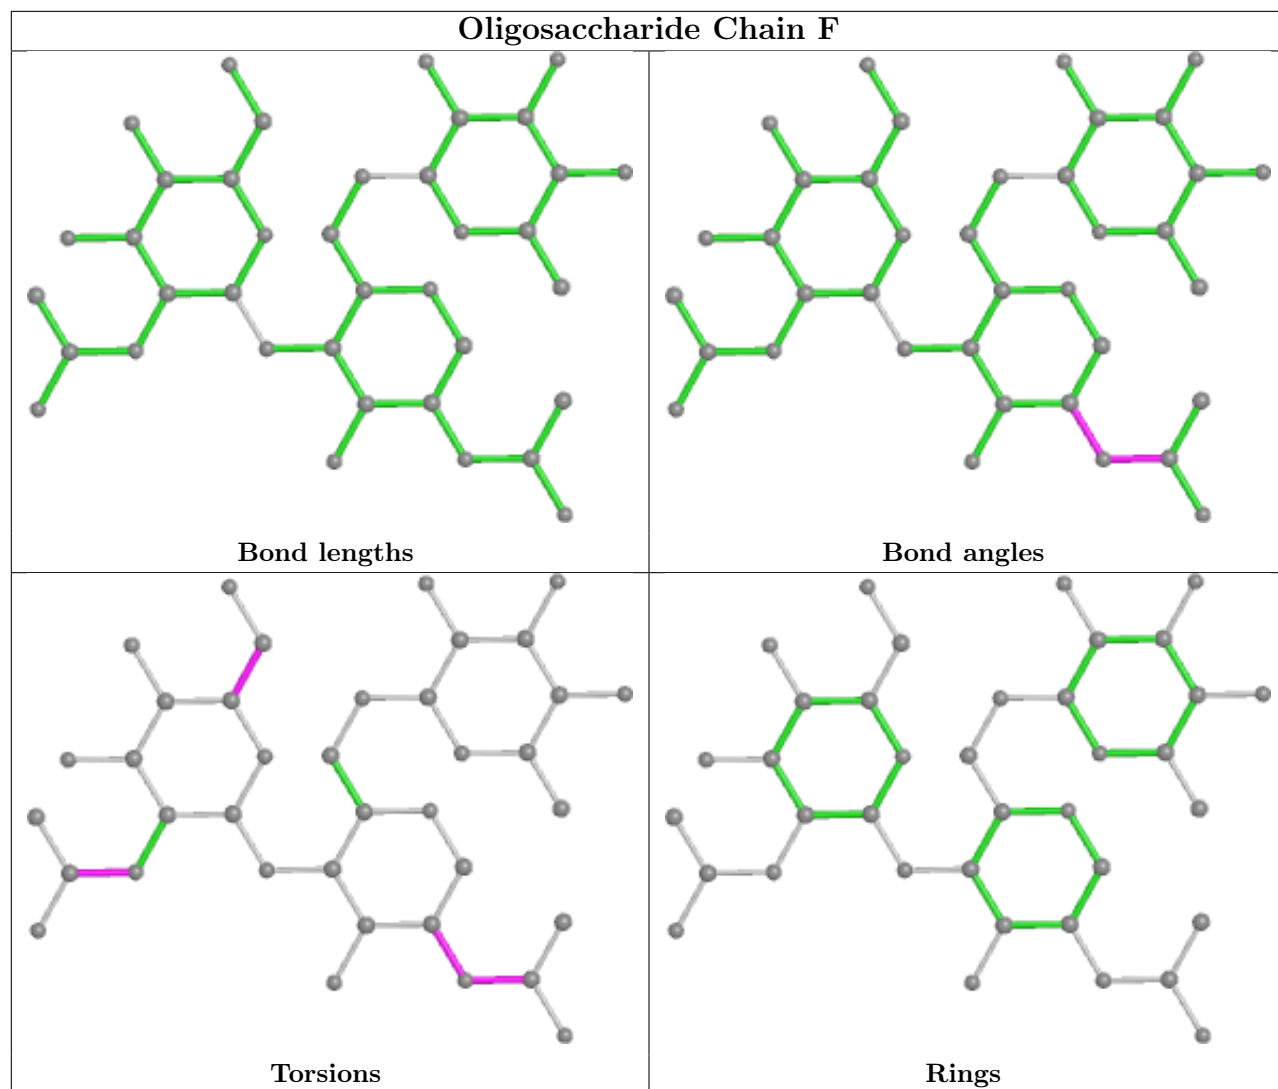 Oligosaccharide Chain F
Bond lengths
Bond angles
Torsions
Rings